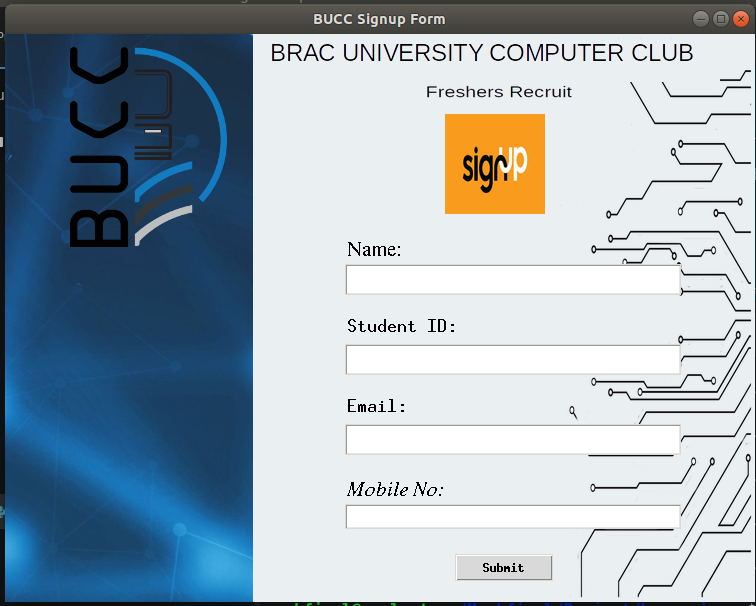 BUCC Signup Form
BUCC
BRAC UNIVERSITY COMPUTER CLUB
Freshers Recruit
signup
Name:
Student ID:
Email:
Mobile No:
Submit